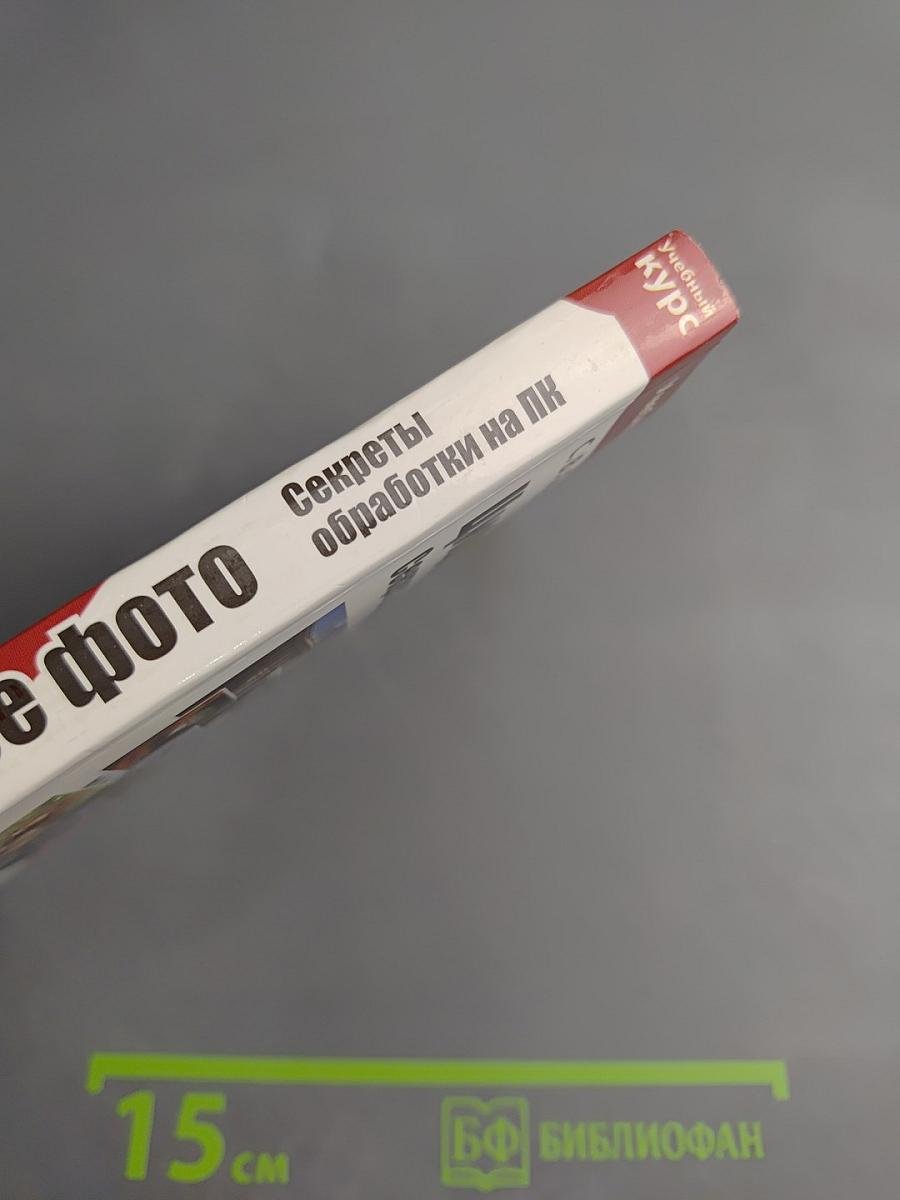 Учебный
курс
Секреты
обработки на ПК
фото
15 см
БФ БИБЛИОФАН